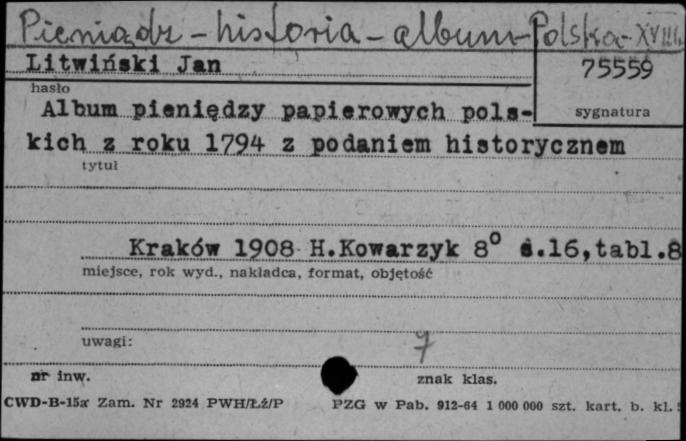 Pieniądz - historia - album - Polska - XVIII w.
Litwiński Jan
75559
hasło
Album pieniędzy papierowych pols-
sygnatura
kich z roku 1794 z podaniem historycznem
tytuł
Kraków 1908 H.Kowarzyk 8° s.16,tabl.8
miejsce, rok wyd., nakładca, format, objętość
uwagi:
7
nr inw.
znak klas.
CWD-B-15a Zam. Nr 2924 PWH/Łż/P
PZG w Pab. 912-64 1 000 000 szt. kart. b. kl.